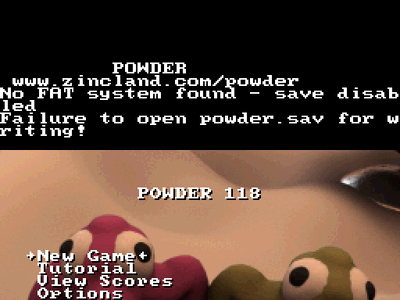 POWDER
www.zincland.com/powder
No FAT system found - save disab
led
Failure to open powder.sav for w
riting!
POWDER 118
→New Game←
Tutorial
View Scores
Options